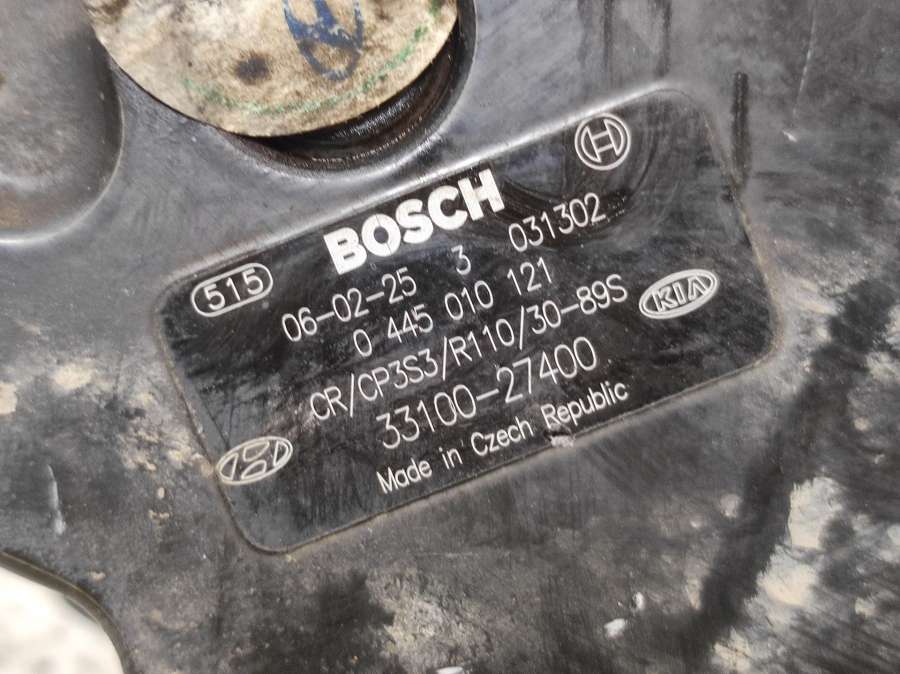 BOSCH
515
06-02-25 3 031302
0 445 010 121
CR/CP3S3/R110/30-89S
KIA
33100-27400
Made in Czech Republic